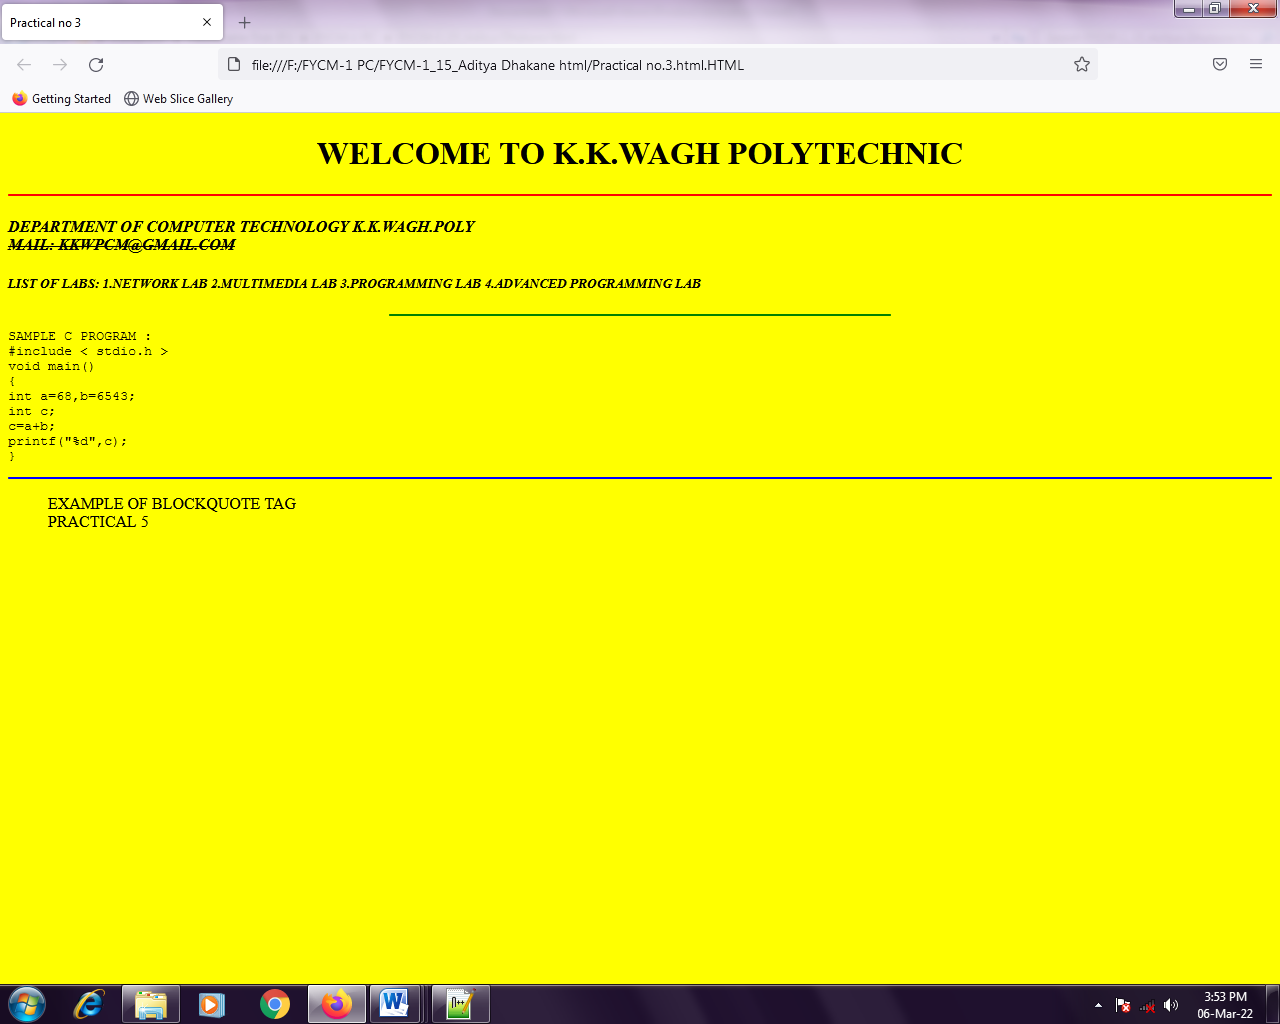 Practical no 3
file:///F:/FYCM-1 PC/FYCM-1_15_Aditya Dhakane html/Practical no.3.html.HTML
Getting Started Web Slice Gallery
WELCOME TO K.K.WAGH POLYTECHNIC
DEPARTMENT OF COMPUTER TECHNOLOGY K.K.WAGH.POLY
MAIL: KKWPCM@GMAIL.COM
LIST OF LABS: 1.NETWORK LAB 2.MULTIMEDIA LAB 3.PROGRAMMING LAB 4.ADVANCED PROGRAMMING LAB
SAMPLE C PROGRAM :
#include < stdio.h >
void main()
{
int a=68,b=6543;
int c;
c=a+b;
printf("%d",c);
}
EXAMPLE OF BLOCKQUOTE TAG
PRACTICAL 5
3:53 PM
06-Mar-22